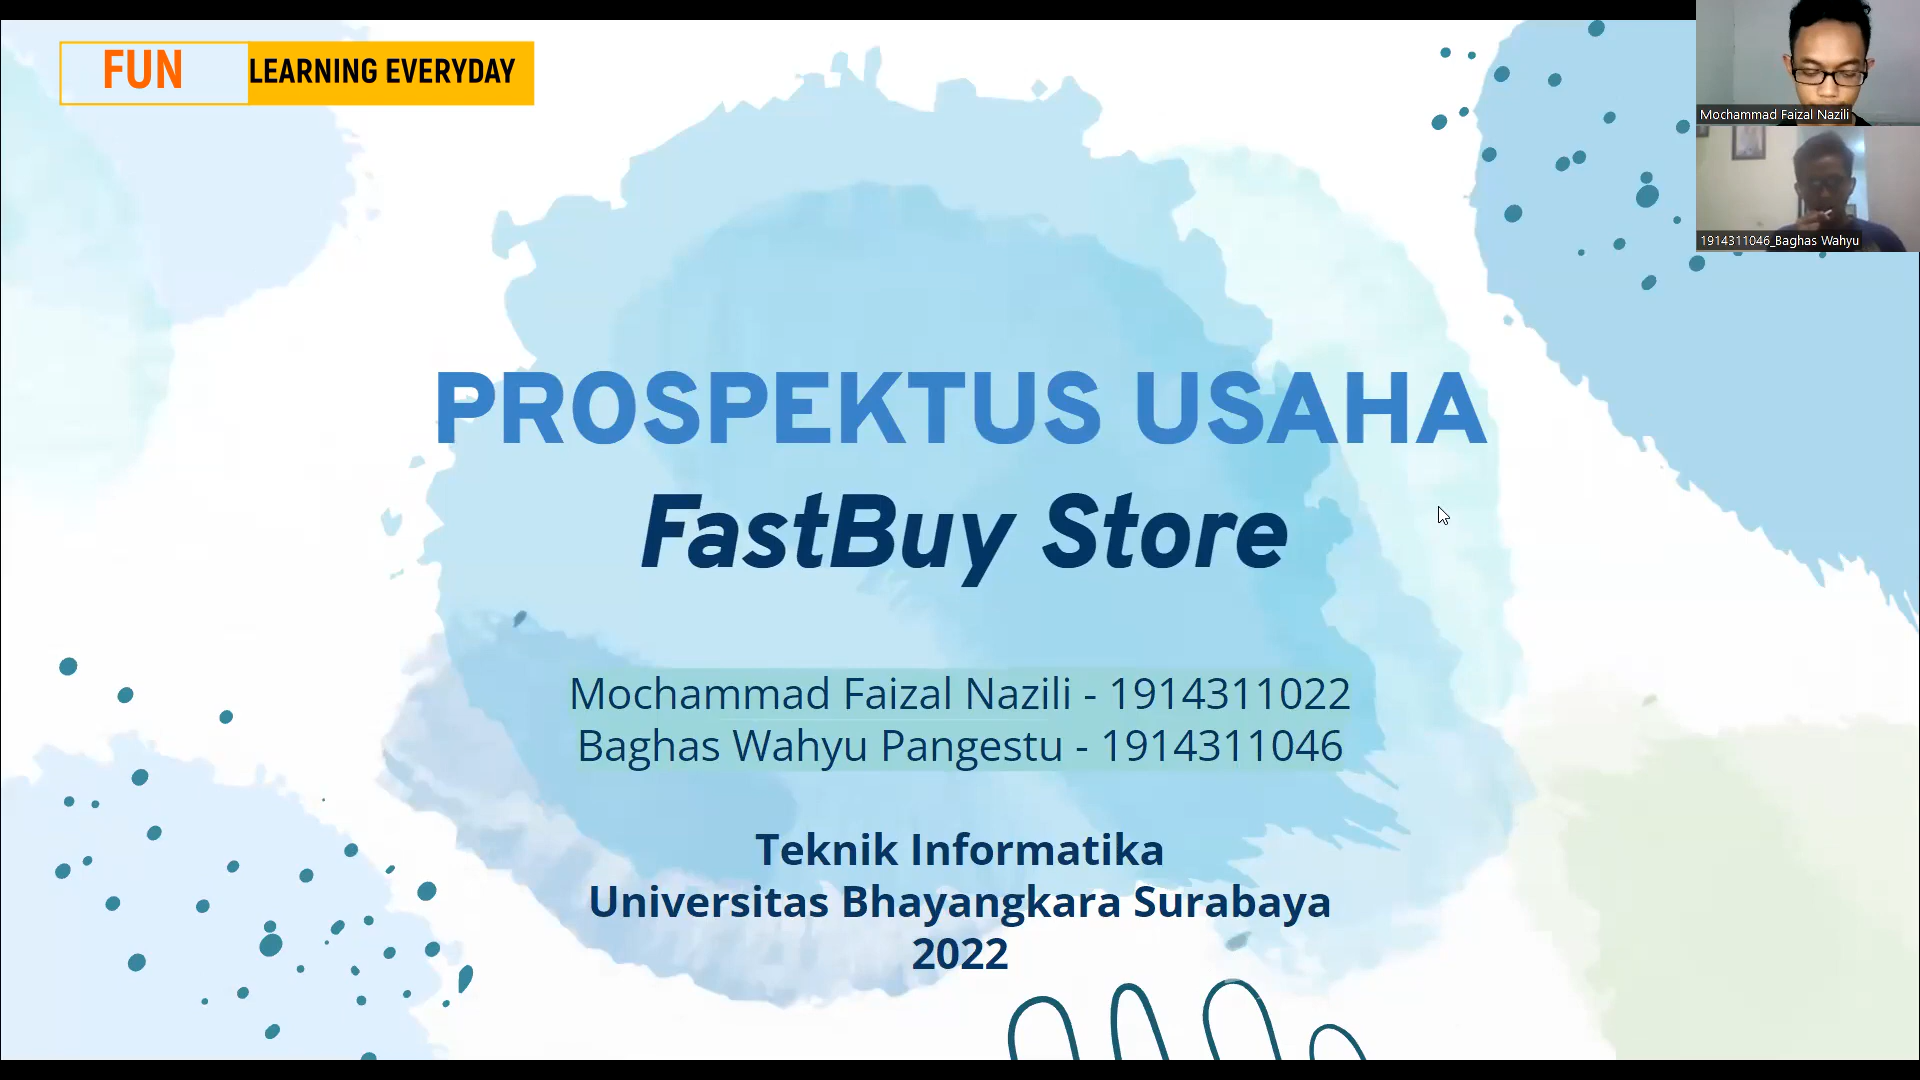 FUN LEARNING EVERYDAY
Mochammad Faizal Nazili
1914311046_Baghas Wahyu
PROSPEKTUS USAHA
FastBuy Store
Mochammad Faizal Nazili - 1914311022
Baghas Wahyu Pangestu - 1914311046
Teknik Informatika
Universitas Bhayangkara Surabaya
2022